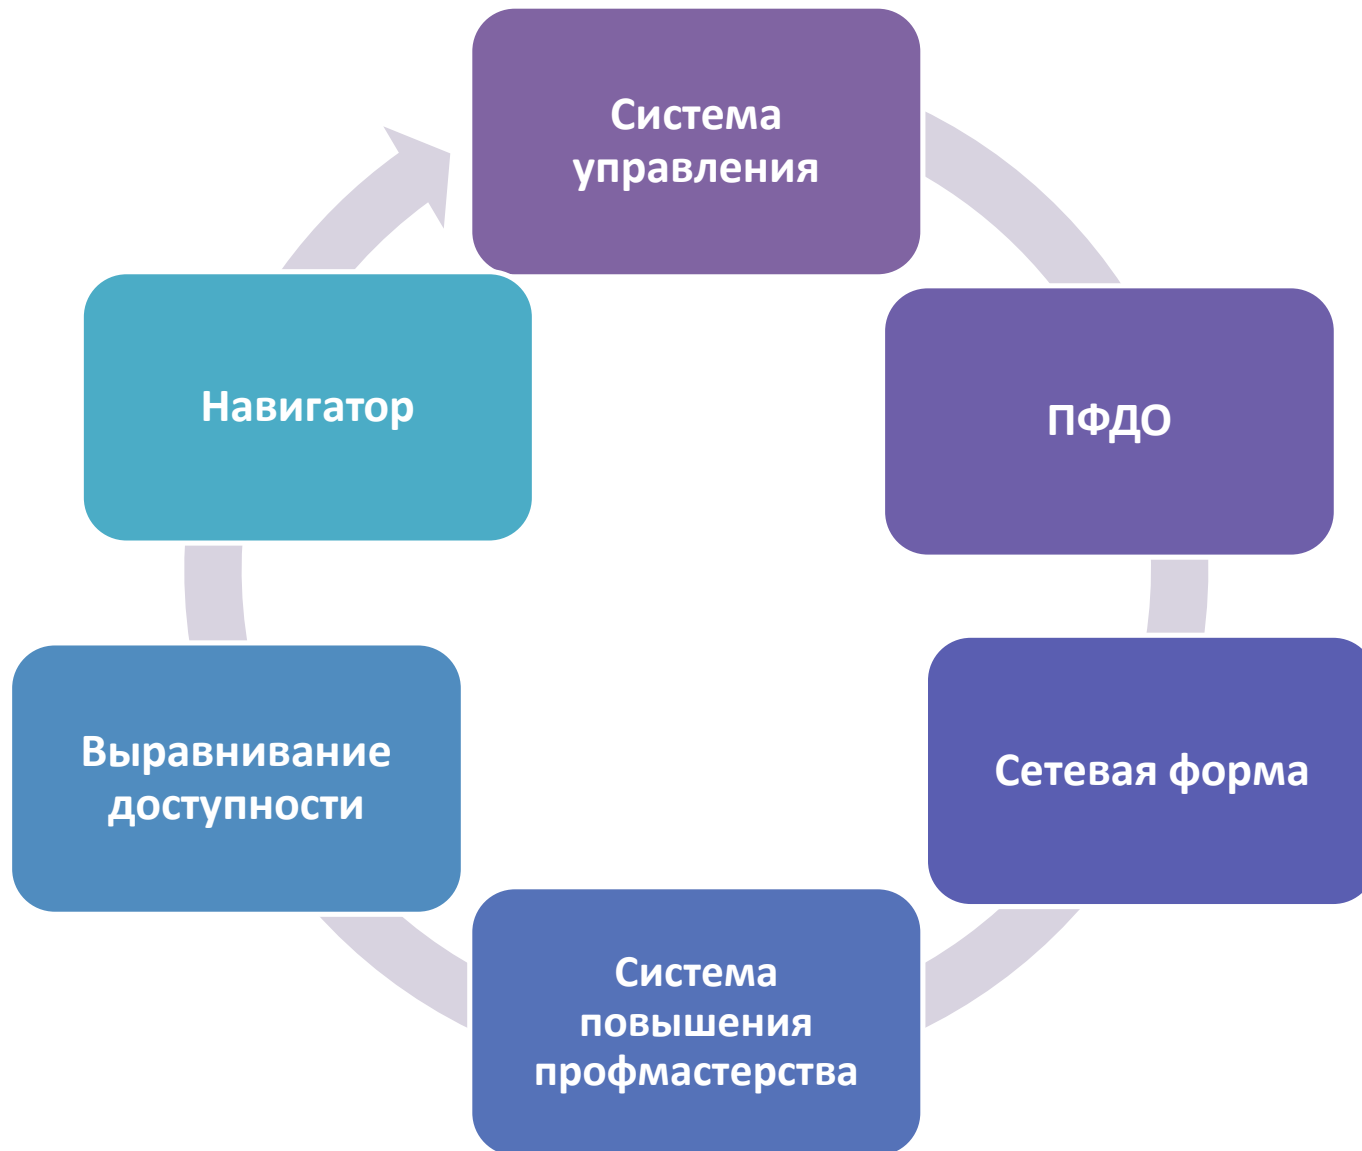 Система
управления
ПФДО
Сетевая форма
Система
повышения
профмастерства
Выравнивание
доступности
Навигатор